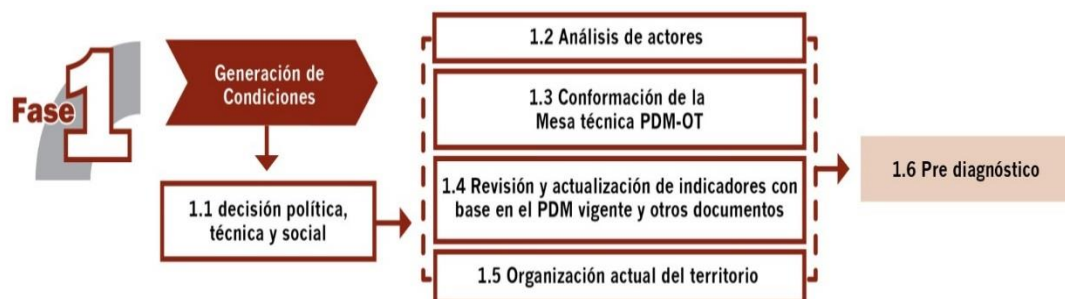 Fase 1
Generación de
Condiciones
1.1 decisión política,
técnica y social
1.2 Análisis de actores
1.3 Conformación de la
Mesa técnica PDM-OT
1.4 Revisión y actualización de indicadores con
base en el PDM vigente y otros documentos
1.5 Organización actual del territorio
1.6 Pre diagnóstico